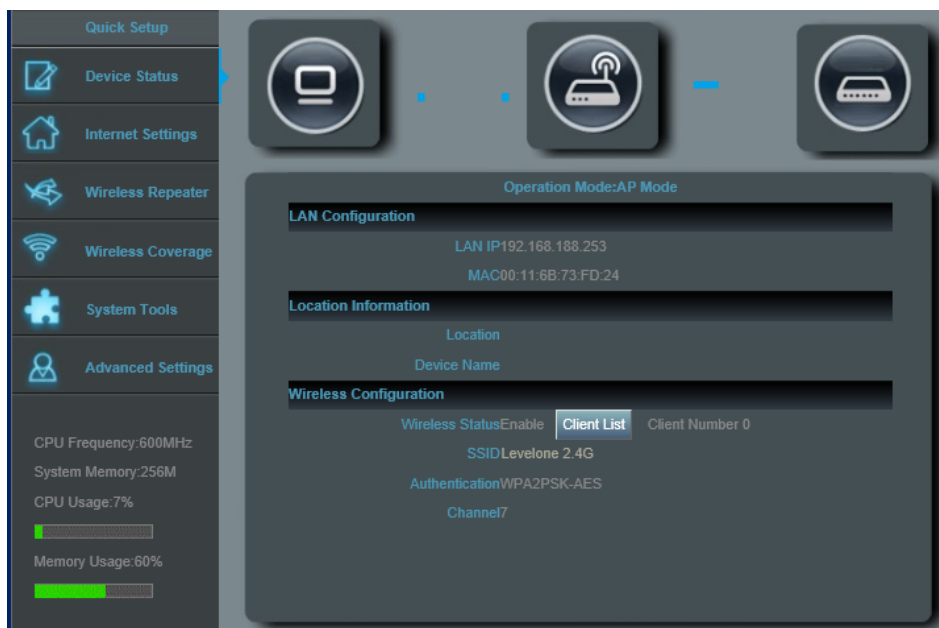 Quick Setup
Device Status
Internet Settings
Wireless Repeater
Wireless Coverage
System Tools
Advanced Settings
CPU Frequency:600MHz
System Memory:256M
CPU Usage:7%
Memory Usage:60%
Operation Mode:AP Mode
LAN Configuration
LAN IP192.168.188.253
MAC00:11:6B:73:FD:24
Location Information
Location
Device Name
Wireless Configuration
Wireless StatusEnable Client List Client Number 0
SSIDLevelone 2.4G
AuthenticationWPA2PSK-AES
Channel7